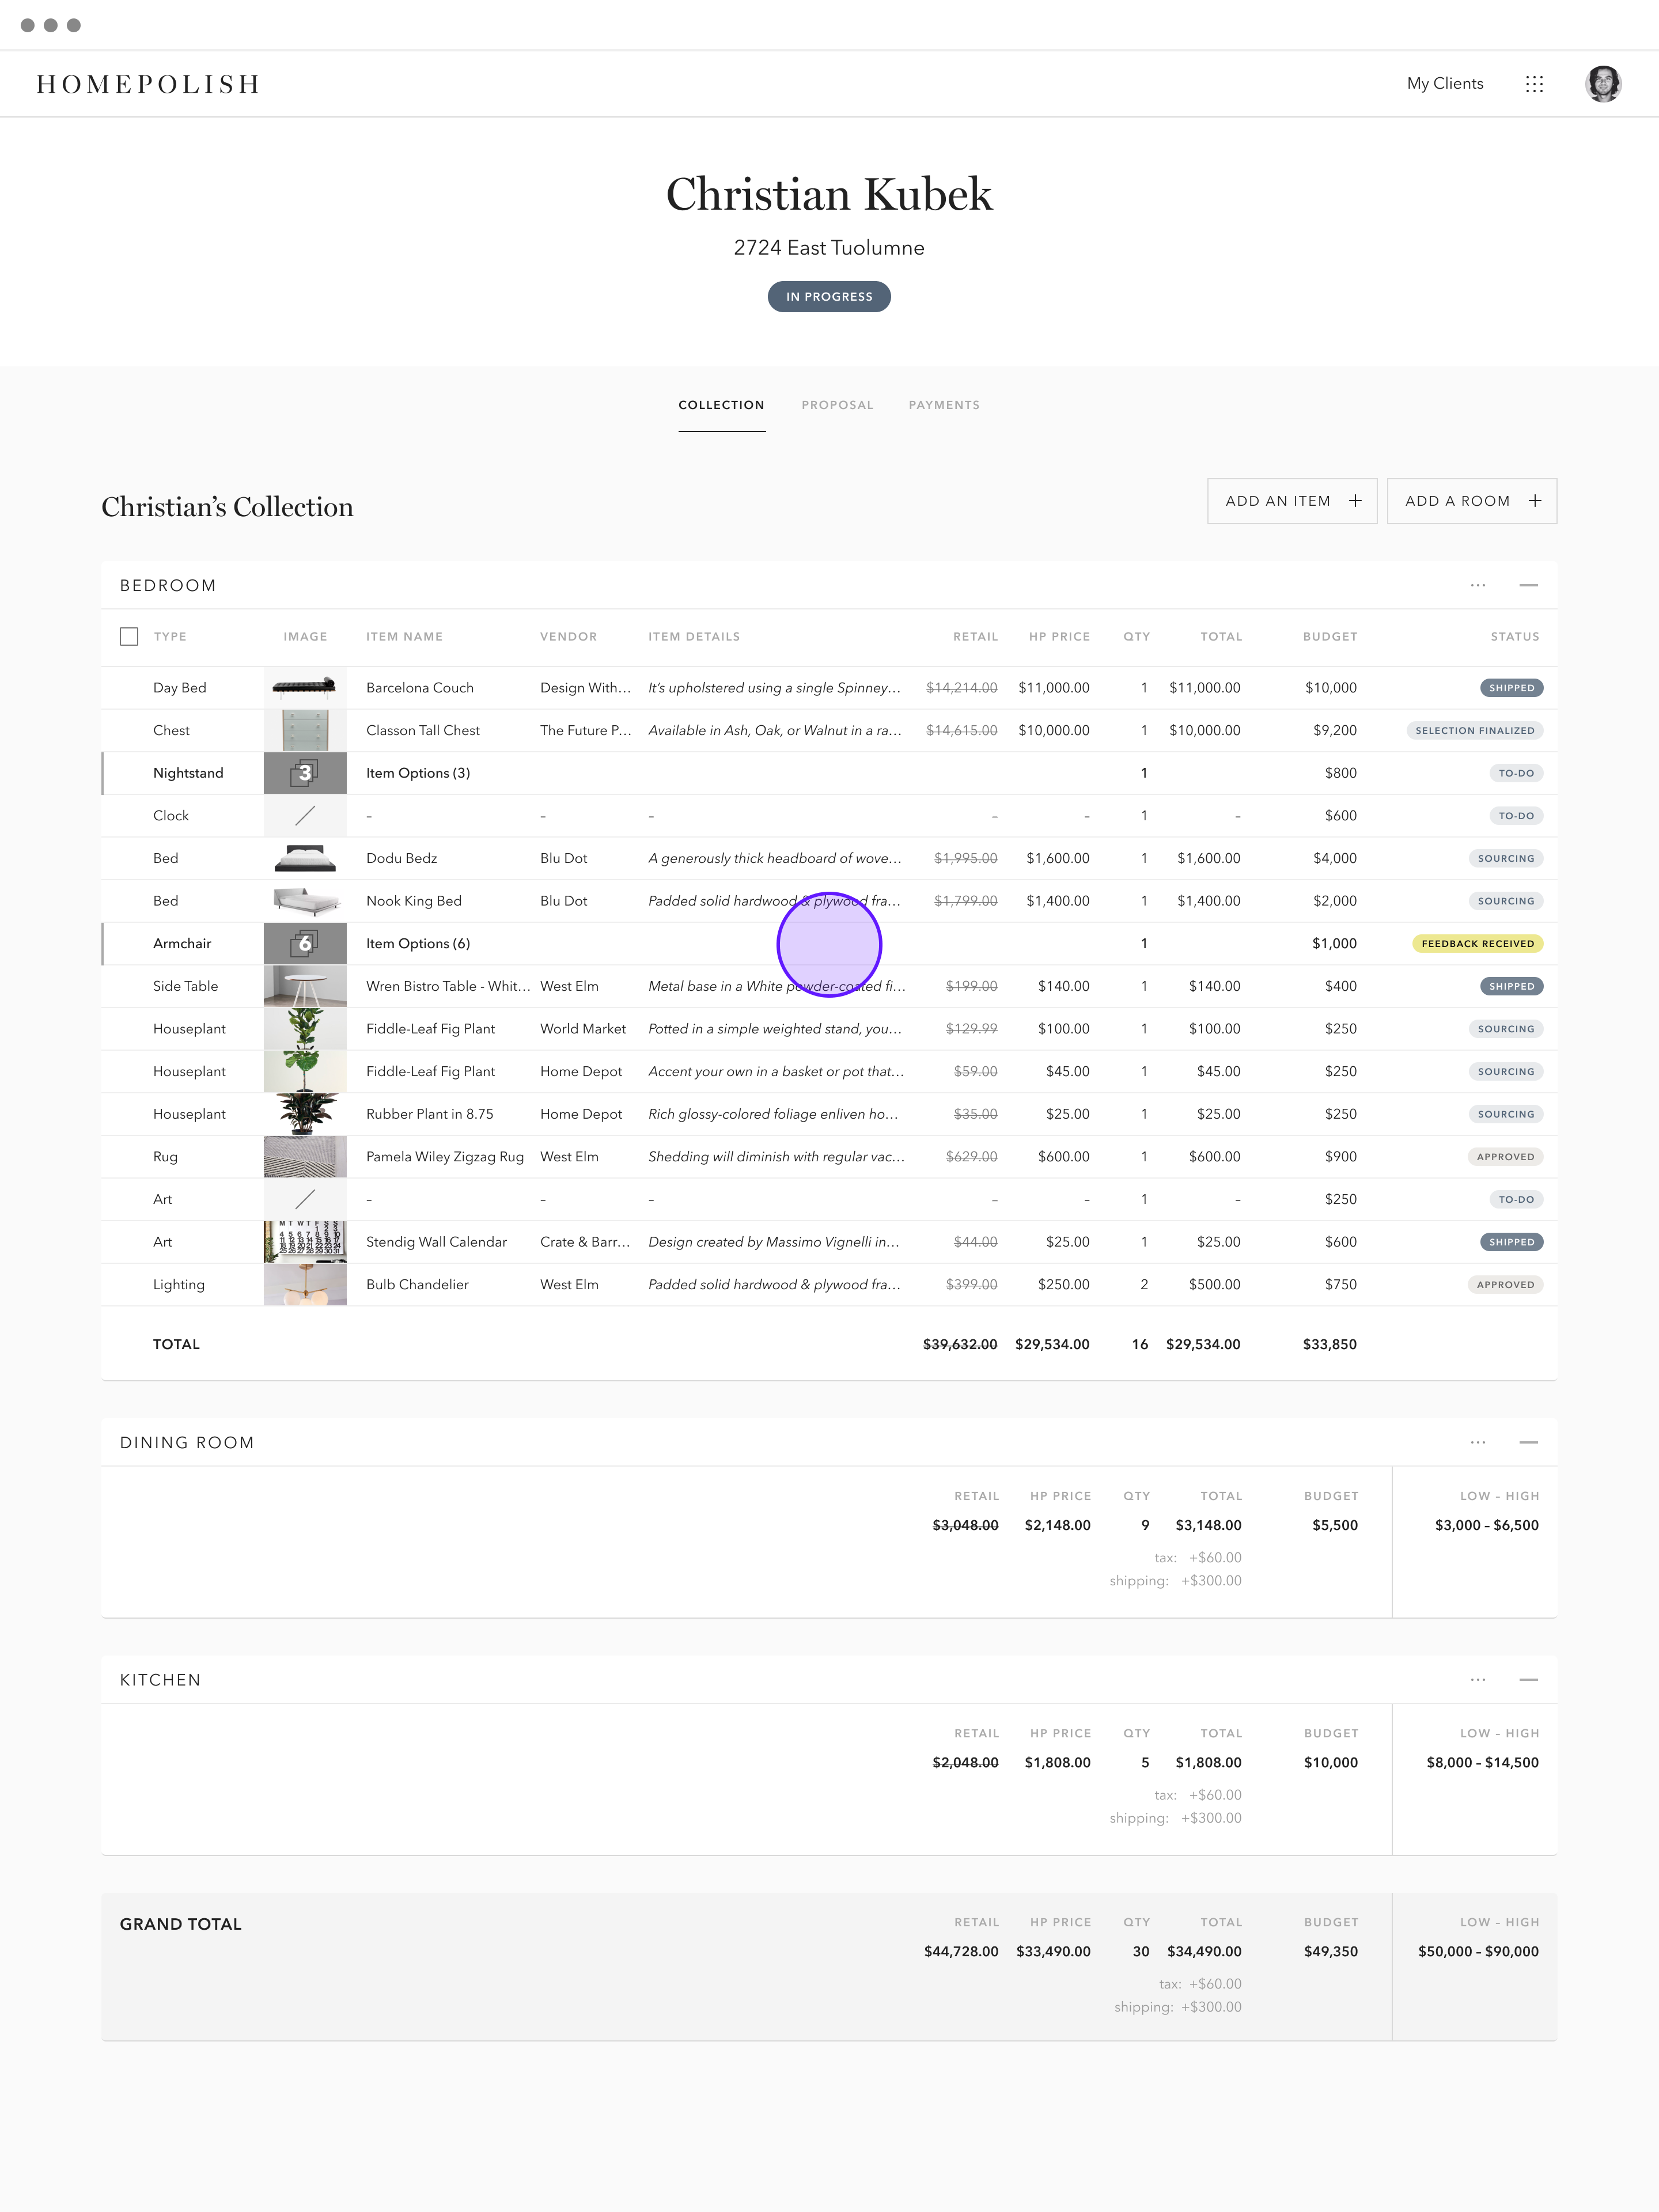 HOMEPOLISH My Clients
Christian Kubek
2724 East Tuolumne
IN PROGRESS
COLLECTION PROPOSAL PAYMENTS
Christian’s Collection ADD AN ITEM + ADD A ROOM +
BEDROOM ... —
TYPE IMAGE ITEM NAME VENDOR ITEM DETAILS RETAIL HP PRICE QTY TOTAL BUDGET STATUS
Day Bed Barcelona Couch Design With... It’s upholstered using a single Spinney... $14,214.00 $11,000.00 1 $11,000.00 $10,000 SHIPPED
Chest Classon Tall Chest The Future P... Available in Ash, Oak, or Walnut in a ra... $14,615.00 $10,000.00 1 $10,000.00 $9,200 SELECTION FINALIZED
Nightstand 3 Item Options (3) 1 $800 TO-DO
Clock – – – – – 1 – $600 TO-DO
Bed Dodu Bedz Blu Dot A generously thick headboard of wove... $1,995.00 $1,600.00 1 $1,600.00 $4,000 SOURCING
Bed Nook King Bed Blu Dot Padded solid hardwood & plywood fra... $1,799.00 $1,400.00 1 $1,400.00 $2,000 SOURCING
Armchair 6 Item Options (6) 1 $1,000 FEEDBACK RECEIVED
Side Table Wren Bistro Table - Whit... West Elm Metal base in a White powder-coated fi... $199.00 $140.00 1 $140.00 $400 SHIPPED
Houseplant Fiddle-Leaf Fig Plant World Market Potted in a simple weighted stand, you... $129.99 $100.00 1 $100.00 $250 SOURCING
Houseplant Fiddle-Leaf Fig Plant Home Depot Accent your own in a basket or pot that... $59.00 $45.00 1 $45.00 $250 SOURCING
Houseplant Rubber Plant in 8.75 Home Depot Rich glossy-colored foliage enliven ho... $35.00 $25.00 1 $25.00 $250 SOURCING
Rug Pamela Wiley Zigzag Rug West Elm Shedding will diminish with regular vac... $629.00 $600.00 1 $600.00 $900 APPROVED
Art – – – – – 1 – $250 TO-DO
Art Stendig Wall Calendar Crate & Barr... Design created by Massimo Vignelli in... $44.00 $25.00 1 $25.00 $600 SHIPPED
Lighting Bulb Chandelier West Elm Padded solid hardwood & plywood fra... $399.00 $250.00 2 $500.00 $750 APPROVED
TOTAL $39,632.00 $29,534.00 16 $29,534.00 $33,850
DINING ROOM ... —
RETAIL HP PRICE QTY TOTAL BUDGET LOW – HIGH
$3,048.00 $2,148.00 9 $3,148.00 $5,500 $3,000 – $6,500
tax: +$60.00
shipping: +$300.00
KITCHEN ... —
RETAIL HP PRICE QTY TOTAL BUDGET LOW – HIGH
$2,048.00 $1,808.00 5 $1,808.00 $10,000 $8,000 – $14,500
tax: +$60.00
shipping: +$300.00
GRAND TOTAL RETAIL HP PRICE QTY TOTAL BUDGET LOW – HIGH
$44,728.00 $33,490.00 30 $34,490.00 $49,350 $50,000 – $90,000
tax: +$60.00
shipping: +$300.00